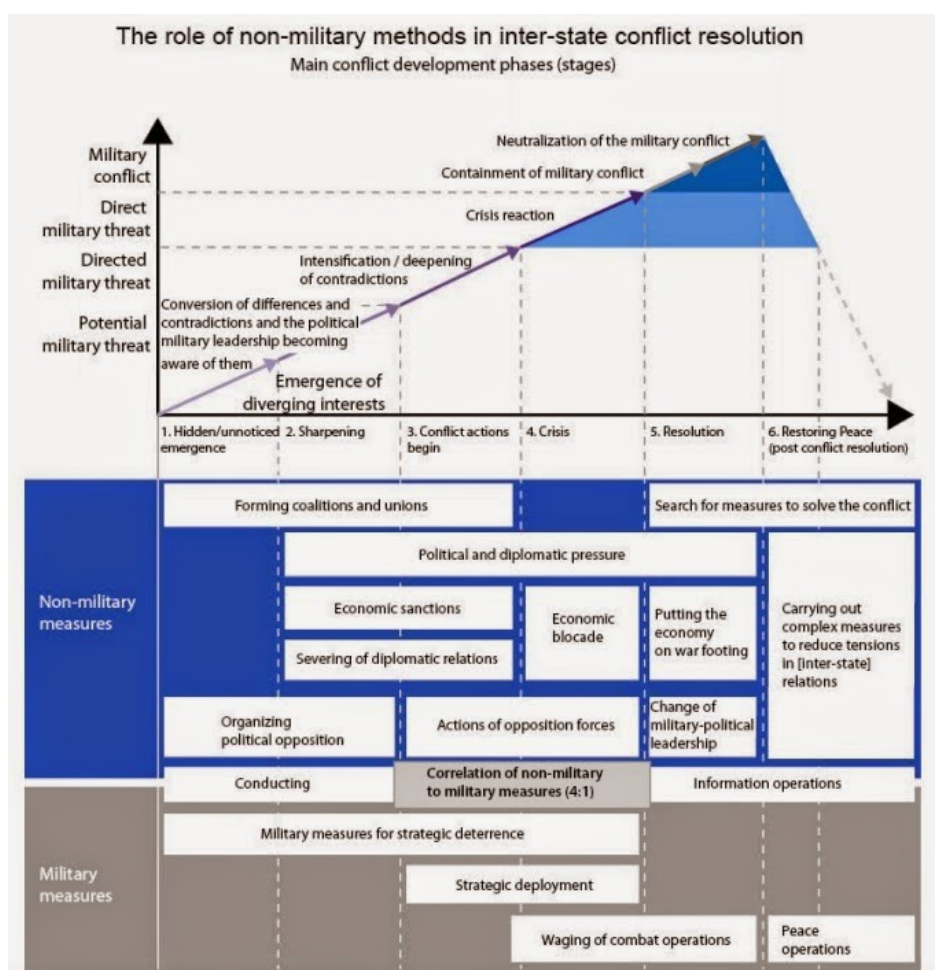 The role of non-military methods in inter-state conflict resolution
Main conflict development phases (stages)
Military
conflict
Direct
military threat
Directed
military threat
Potential
military threat
Neutralization of the military conflict
Containment of military conflict
Crisis reaction
Intensification / deepening
of contradictions
Conversion of differences and
contradictions and the political
military leadership becoming
aware of them
Emergence of
diverging interests
1. Hidden/unnoticed
emergence
2. Sharpening
3. Conflict actions
begin
4. Crisis
5. Resolution
6. Restoring Peace
(post conflict resolution)
Non-military
measures
Forming coalitions and unions
Search for measures to solve the conflict
Political and diplomatic pressure
Economic sanctions
Severing of diplomatic relations
Economic
blocade
Putting the
economy
on war footing
Carrying out
complex measures
to reduce tensions
in [inter-state]
relations
Organizing
political opposition
Actions of opposition forces
Change of
military-political
leadership
Conducting
Correlation of non-military
to military measures (4:1)
Information operations
Military
measures
Military measures for strategic deterrence
Strategic deployment
Waging of combat operations
Peace
operations